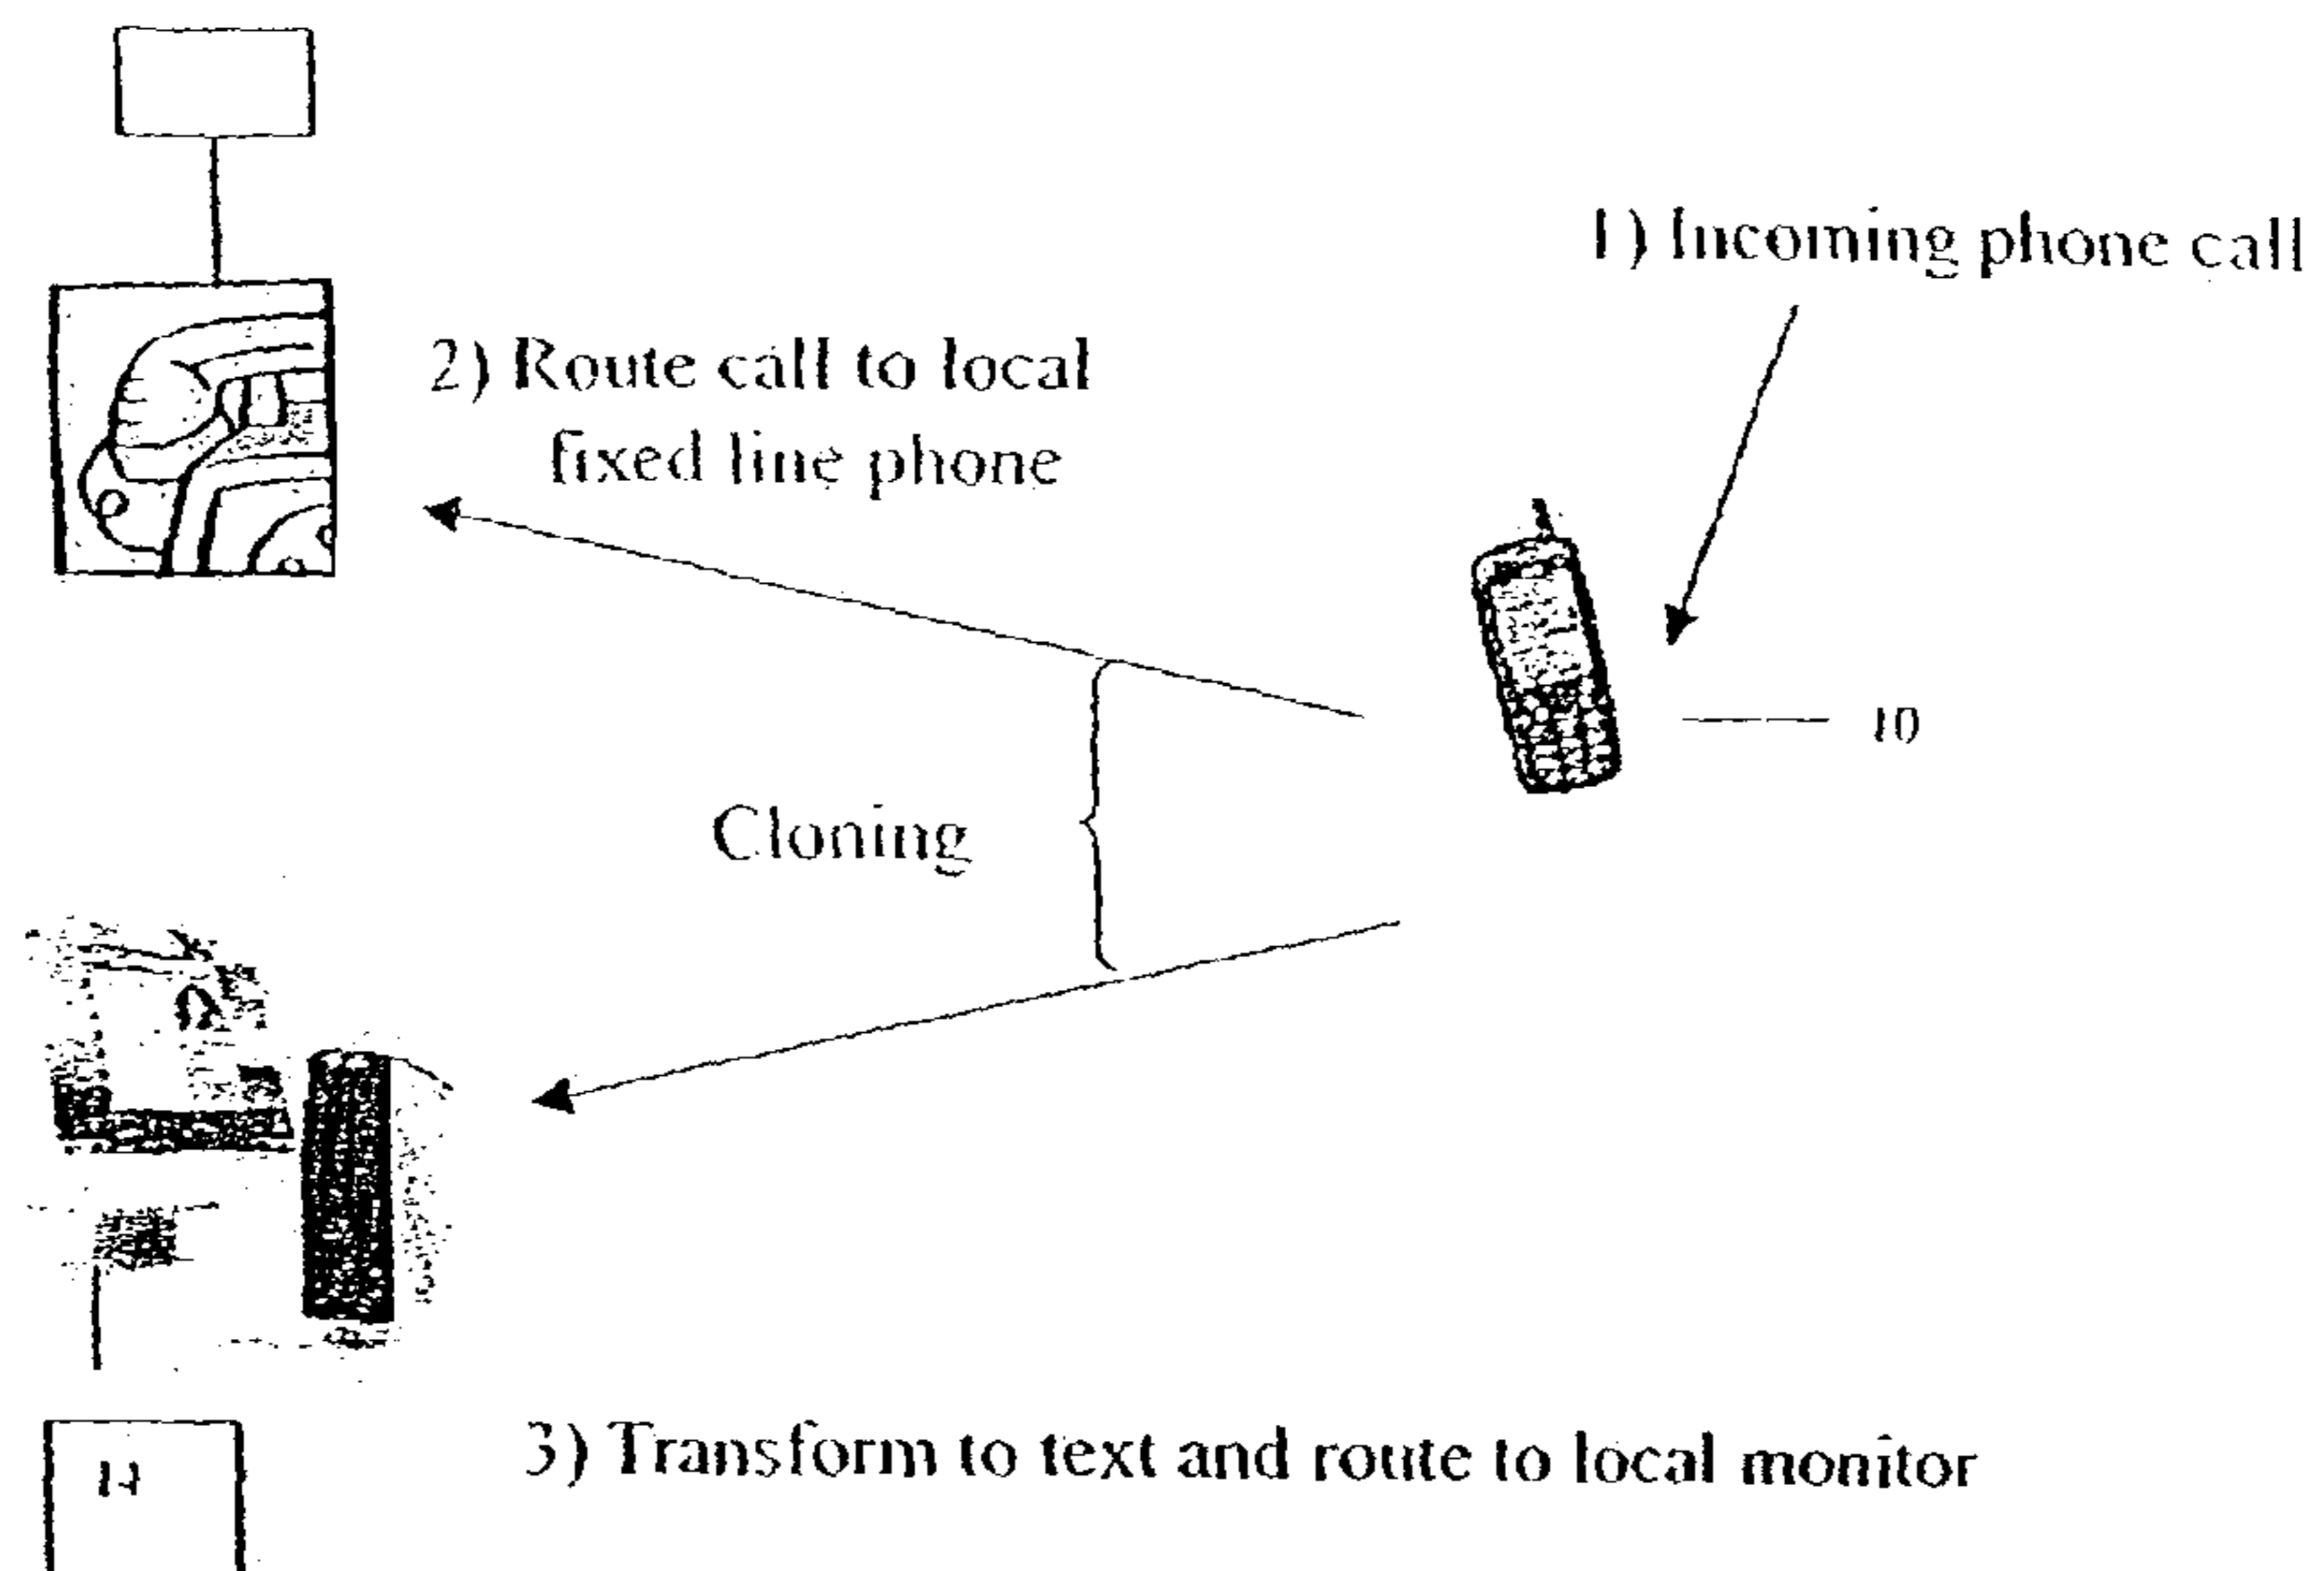 1) Incoming phone call
2) Route call to local
fixed line phone
10
Cloning
3) Transform to text and route to local monitor